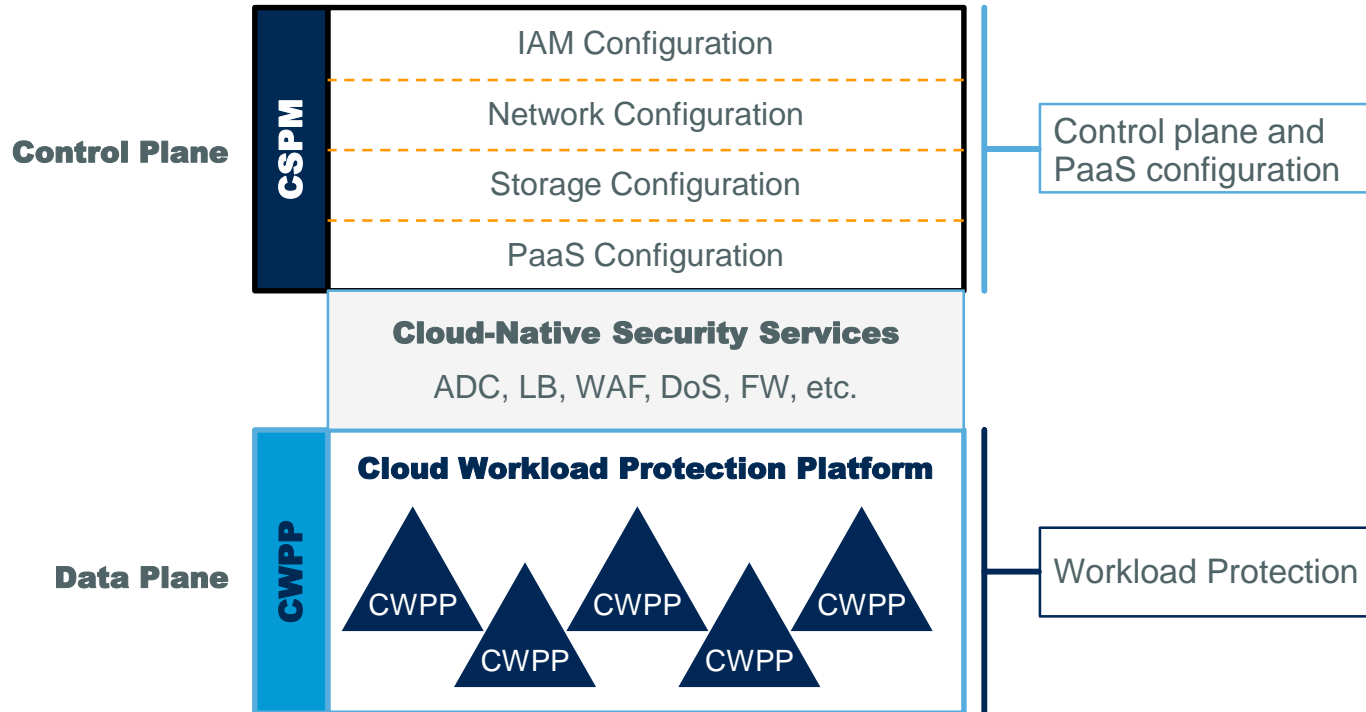 Control Plane
CSPM
IAM Configuration
Network Configuration
Storage Configuration
PaaS Configuration
Control plane and
PaaS configuration
Cloud-Native Security Services
ADC, LB, WAF, DoS, FW, etc.
Data Plane
CWPP
Cloud Workload Protection Platform
CWPP
CWPP
CWPP
CWPP
CWPP
Workload Protection